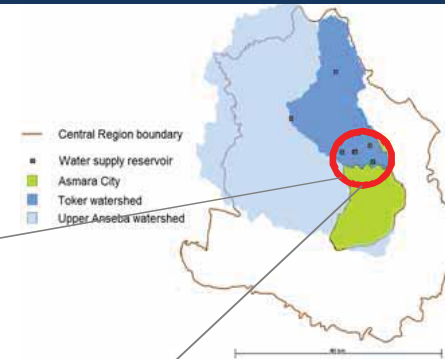 Central Region boundary
Water supply reservoir
Asmara City
Toker watershed
Upper Anseba watershed